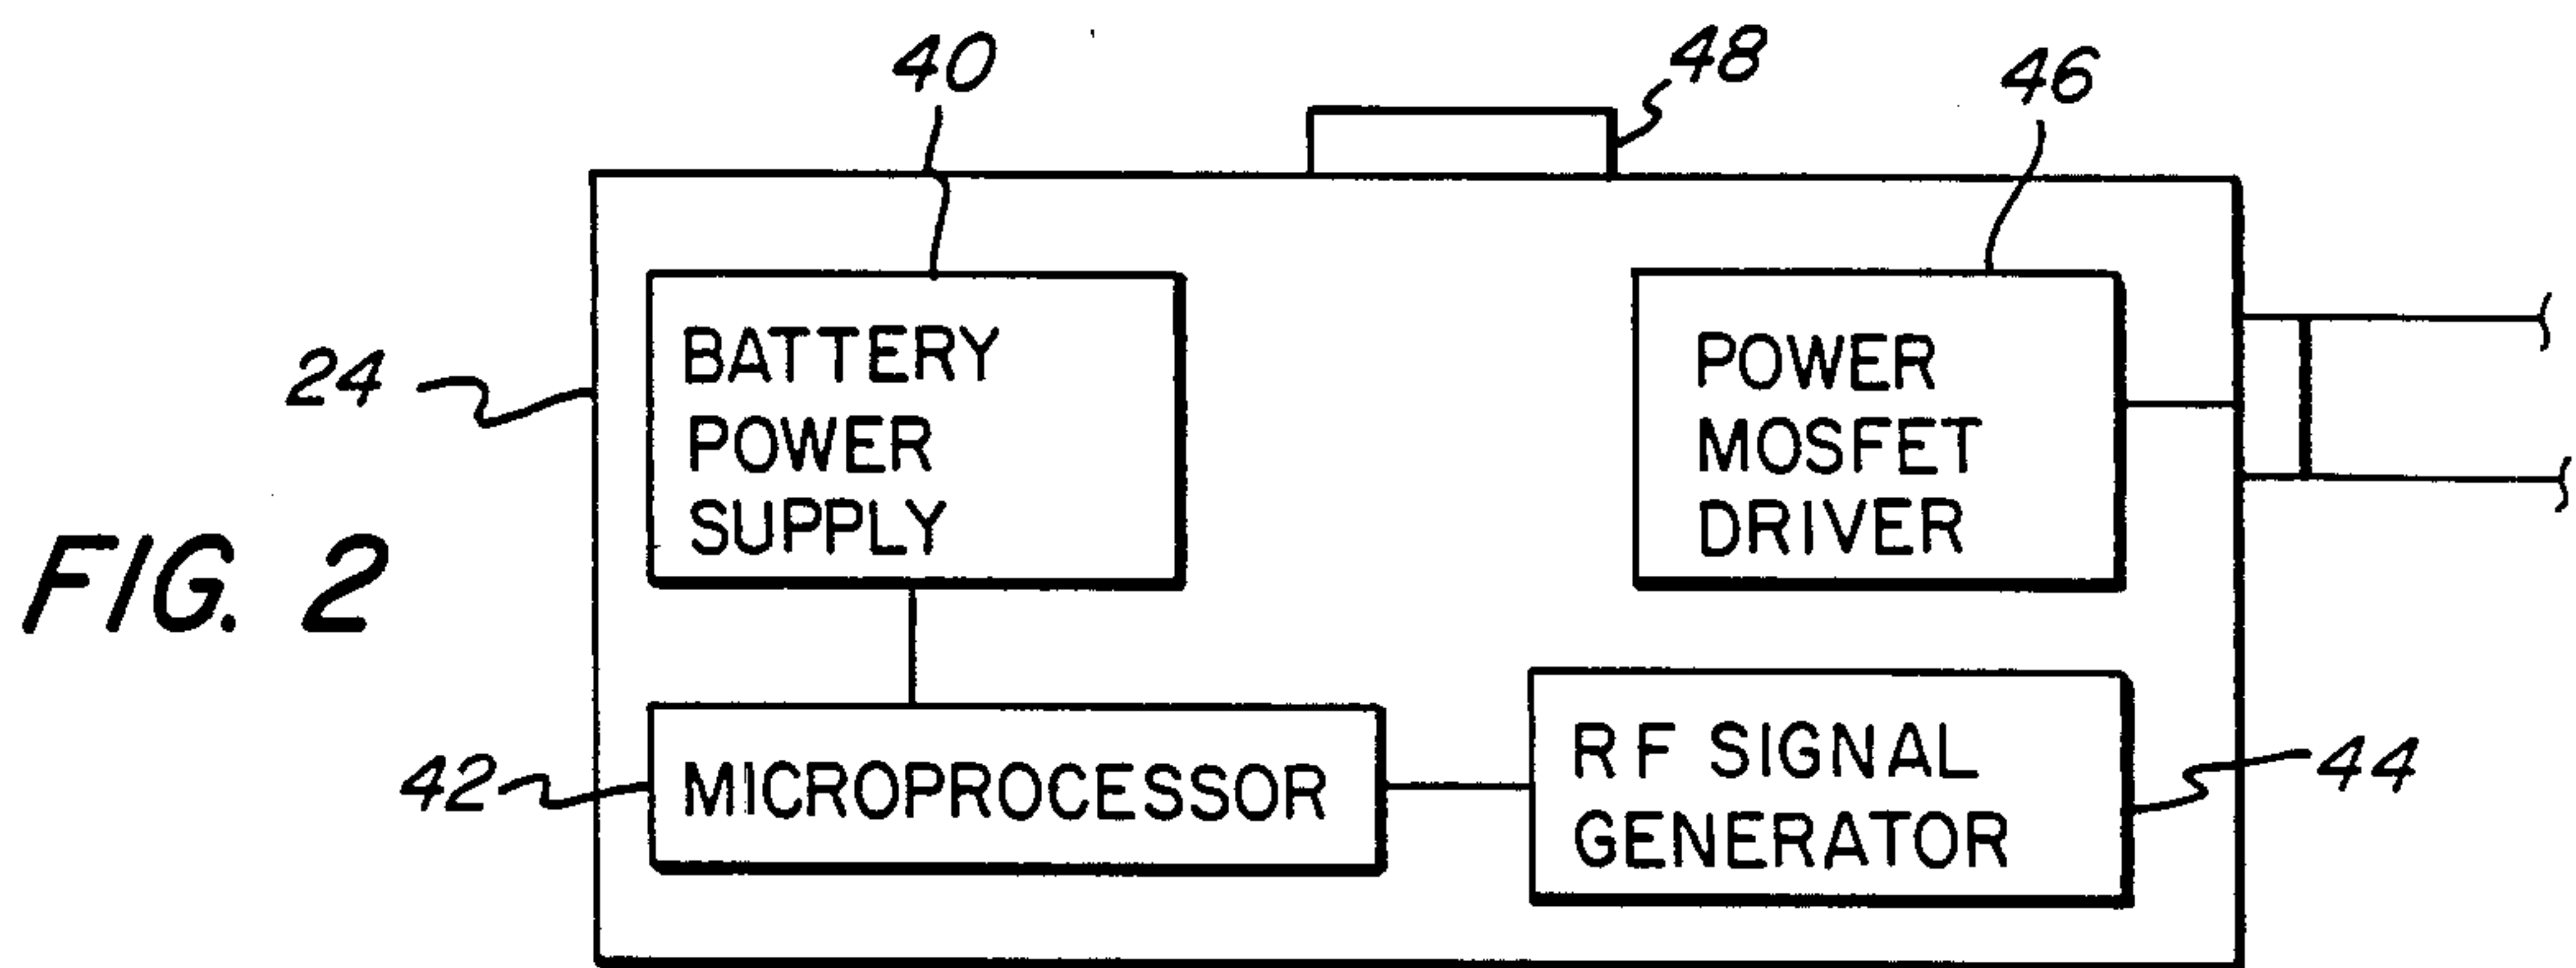 40
48
46
24
BATTERY
POWER
SUPPLY
POWER
MOSFET
DRIVER
FIG. 2
42
MICROPROCESSOR
RF SIGNAL
GENERATOR
44